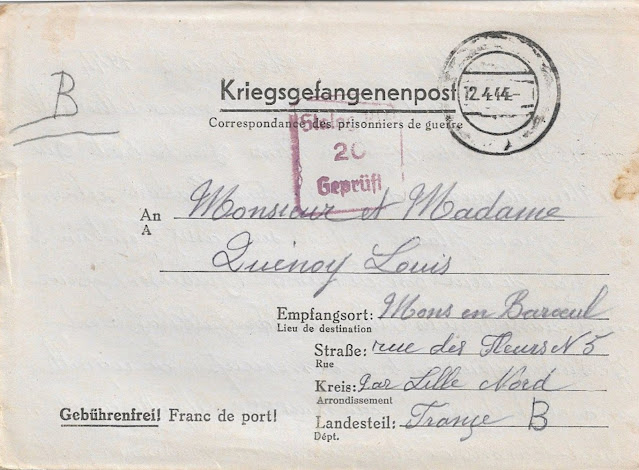 B
Kriegsgefangenenpost
12.4.44.-
Correspondance des prisonniers de guerre
Stalag
20
Geprüft
An Monsieur et Madame
A
Quénoy Louis
Empfangsort: Mons en Baroeul
Lieu de destination
Straße: rue des Fleurs N 5
Rue
Kreis: Par Lille Nord
Arrondissement
Gebührenfrei! Franc de port!
Landesteil: France B
Dépt.